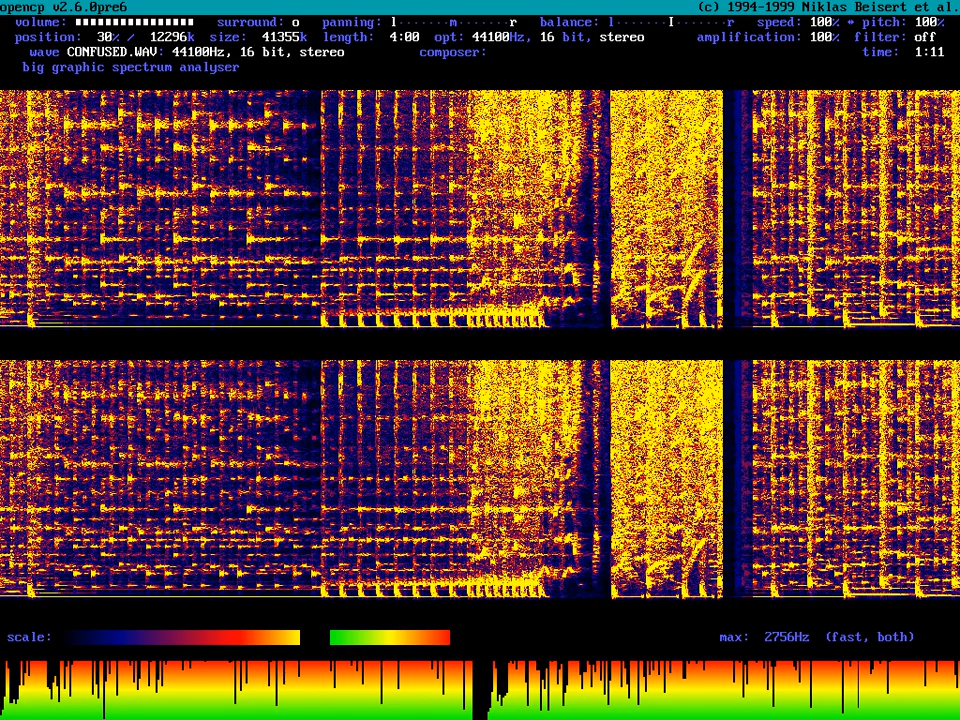 opencp v2.6.0pre6 (c) 1994-1999 Niklas Beisert et al.
volume: surround: o panning: l·······m·······r balance: l·······I·······r speed: 100% ↔ pitch: 100%
position: 30% / 12296k size: 41355k length: 4:00 opt: 44100Hz, 16 bit, stereo amplification: 100% filter: off
wave CONFUSED.WAV: 44100Hz, 16 bit, stereo composer: time: 1:11
big graphic spectrum analyser
scale: max: 2756Hz (fast, both)